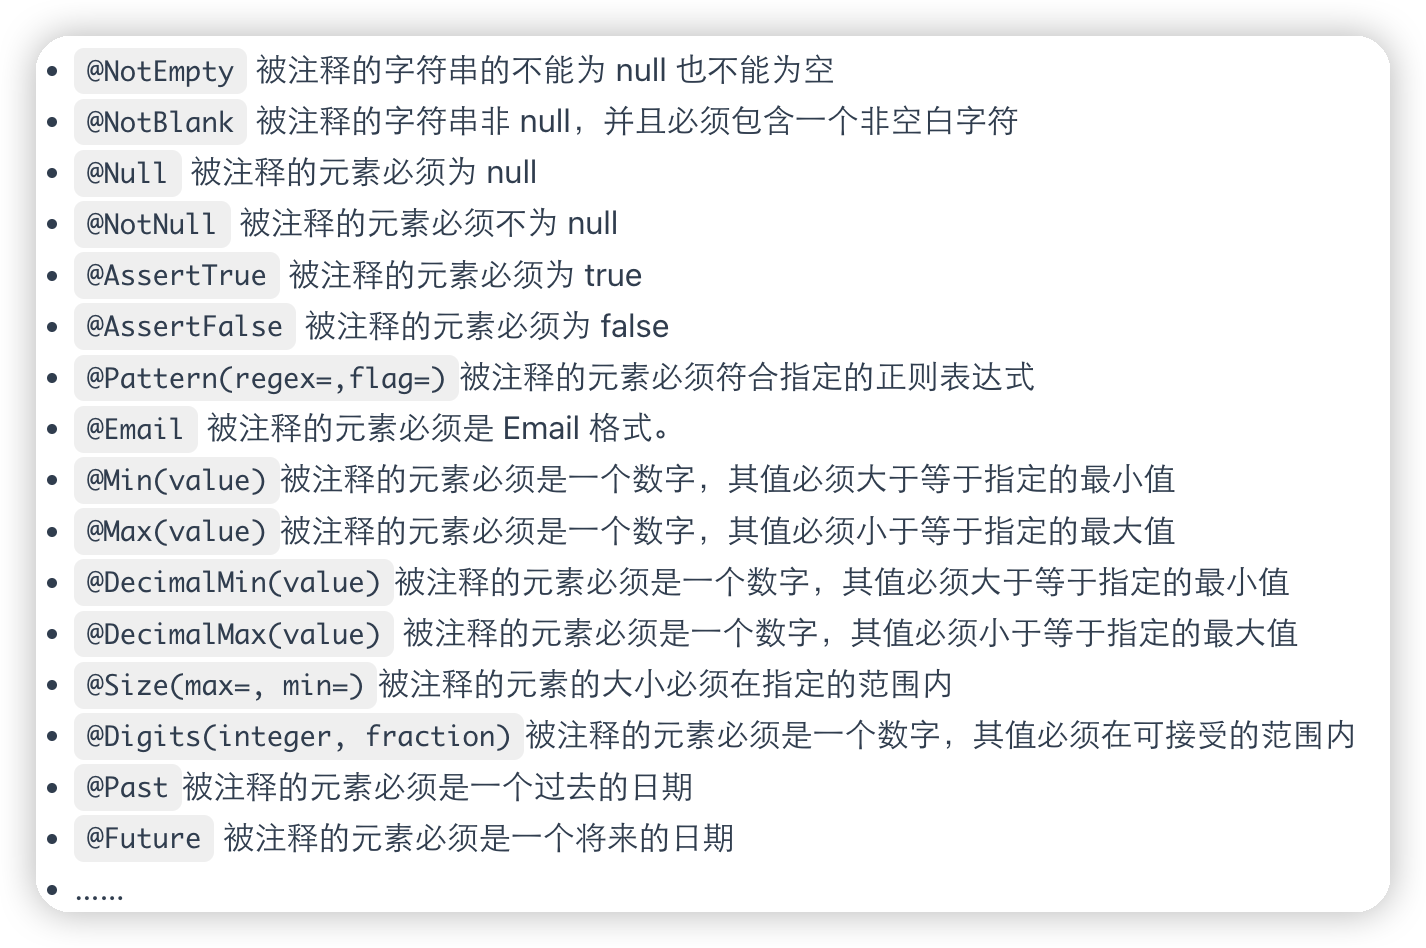 @NotEmpty 被注释的字符串的不能为 null 也不能为空
@NotBlank 被注释的字符串非 null，并且必须包含一个非空白字符
@Null 被注释的元素必须为 null
@NotNull 被注释的元素必须不为 null
@AssertTrue 被注释的元素必须为 true
@AssertFalse 被注释的元素必须为 false
@Pattern(regex=,flag=)被注释的元素必须符合指定的正则表达式
@Email 被注释的元素必须是 Email 格式。
@Min(value)被注释的元素必须是一个数字，其值必须大于等于指定的最小值
@Max(value)被注释的元素必须是一个数字，其值必须小于等于指定的最大值
@DecimalMin(value)被注释的元素必须是一个数字，其值必须大于等于指定的最小值
@DecimalMax(value) 被注释的元素必须是一个数字，其值必须小于等于指定的最大值
@Size(max=, min=)被注释的元素的大小必须在指定的范围内
@Digits(integer, fraction)被注释的元素必须是一个数字，其值必须在可接受的范围内
@Past被注释的元素必须是一个过去的日期
@Future 被注释的元素必须是一个将来的日期
......